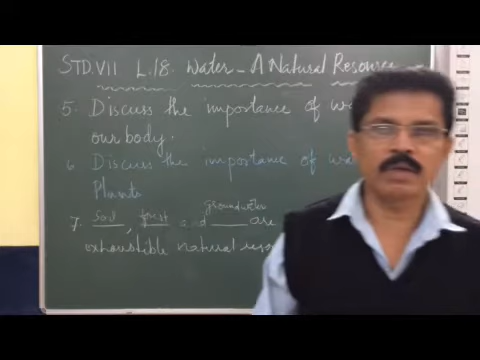 STD.VII L.18. Water - A Natural Resource
5. Discuss the importance of
our body.
6. Discuss the importance of
Plants
7. Soil, forest and groundwater are
exhaustible natural